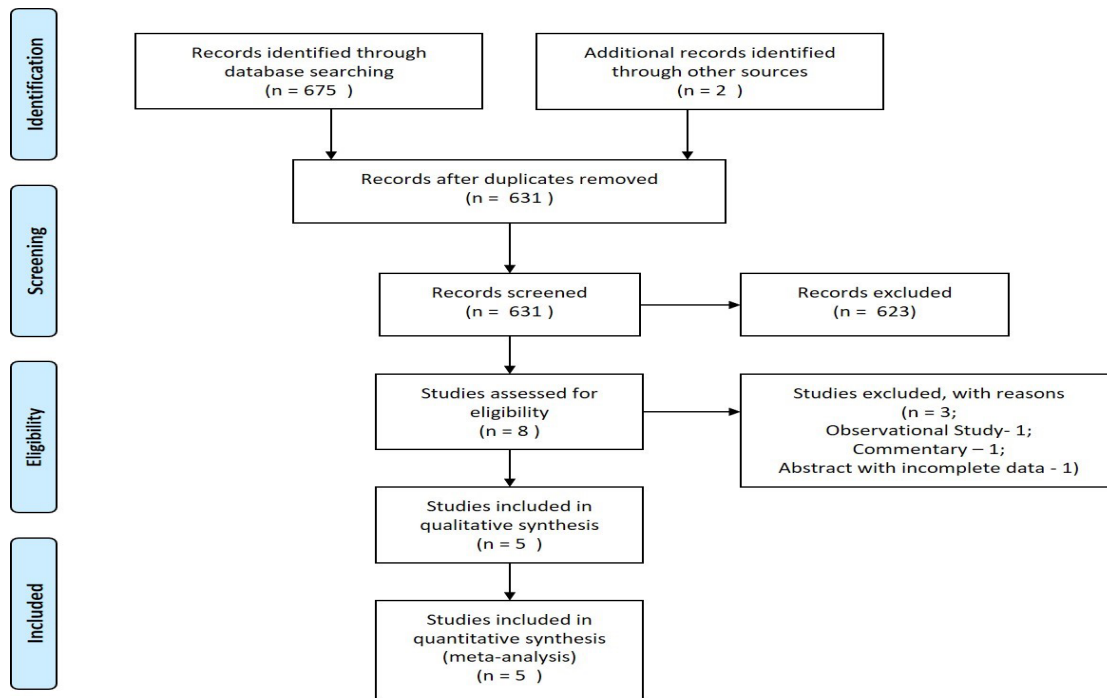 Identification
Records identified through
database searching
(n = 675 )
Additional records identified
through other sources
(n = 2 )
Records after duplicates removed
(n = 631 )
Screening
Records screened
(n = 631 )
Records excluded
(n = 623)
Eligibility
Studies assessed for
eligibility
(n = 8 )
Studies excluded, with reasons
(n = 3;
Observational Study- 1;
Commentary – 1;
Abstract with incomplete data - 1)
Studies included in
qualitative synthesis
(n = 5 )
Included
Studies included in
quantitative synthesis
(meta-analysis)
(n = 5 )